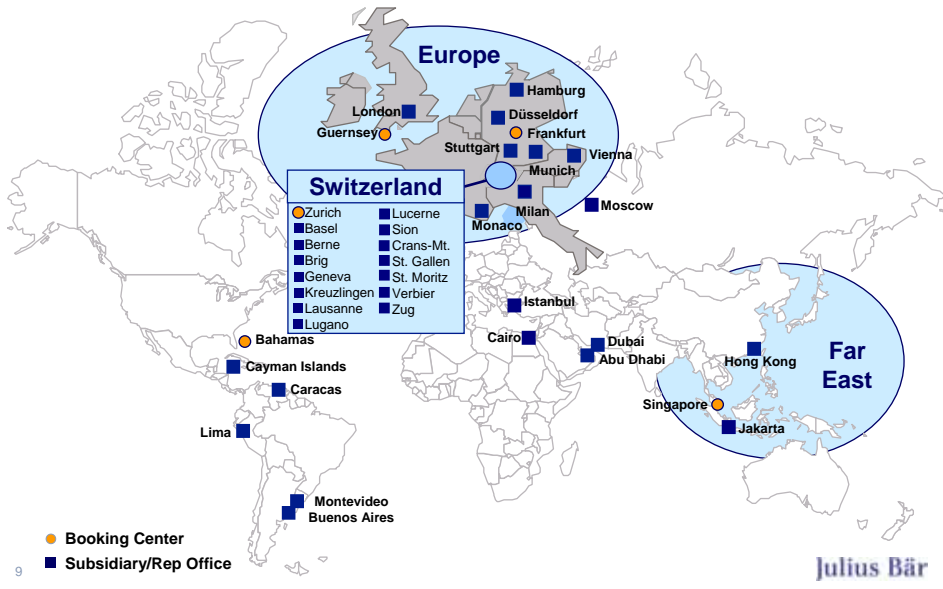 Europe
Hamburg
London
Düsseldorf
Guernsey
Frankfurt
Stuttgart
Munich
Vienna
Switzerland
Zurich
Basel
Berne
Brig
Geneva
Kreuzlingen
Lausanne
Lugano
Lucerne
Sion
Crans-Mt.
St. Gallen
St. Moritz
Verbier
Zug
Milan
Monaco
Moscow
Istanbul
Cairo
Dubai
Abu Dhabi
Bahamas
Cayman Islands
Caracas
Lima
Montevideo
Buenos Aires
Hong Kong
Far
East
Singapore
Jakarta
Booking Center
Subsidiary/Rep Office
9
Julius Bär